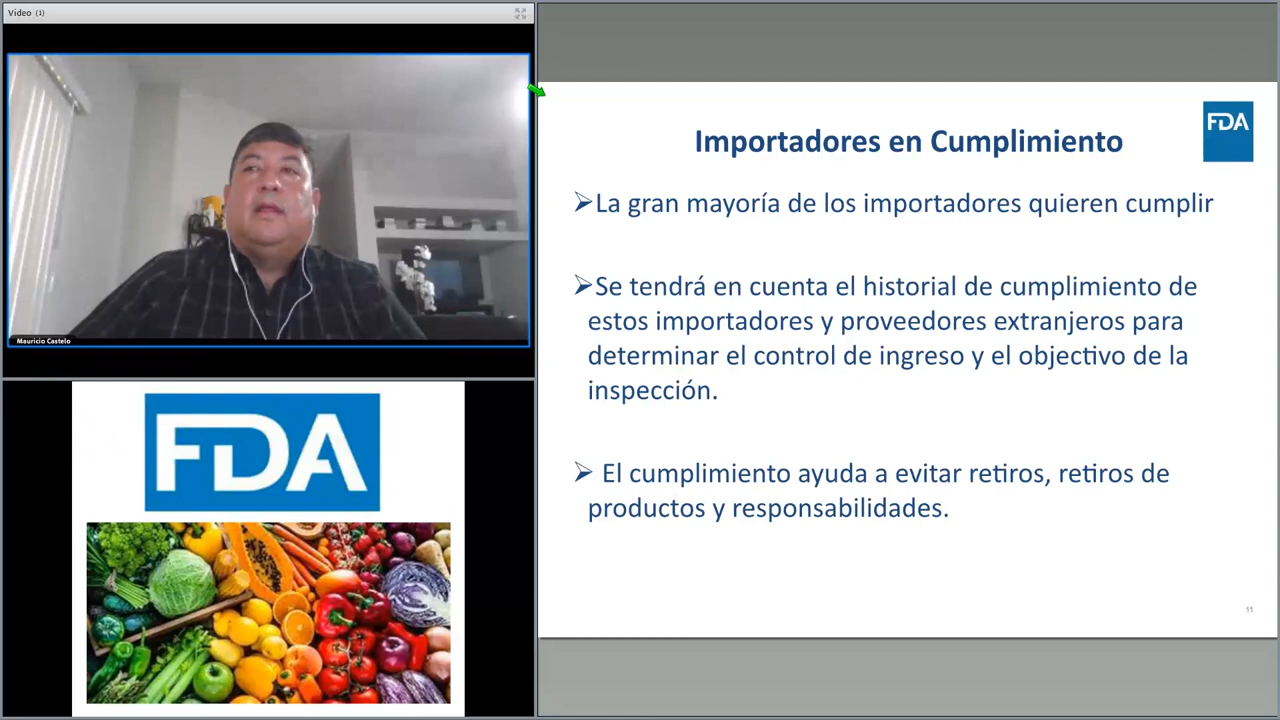 Video (1)
Mauricio Castelo
FDA
FDA
Importadores en Cumplimiento
➢La gran mayoría de los importadores quieren cumplir
➢Se tendrá en cuenta el historial de cumplimiento de
estos importadores y proveedores extranjeros para
determinar el control de ingreso y el objectivo de la
inspección.
➢ El cumplimiento ayuda a evitar retiros, retiros de
productos y responsabilidades.
11